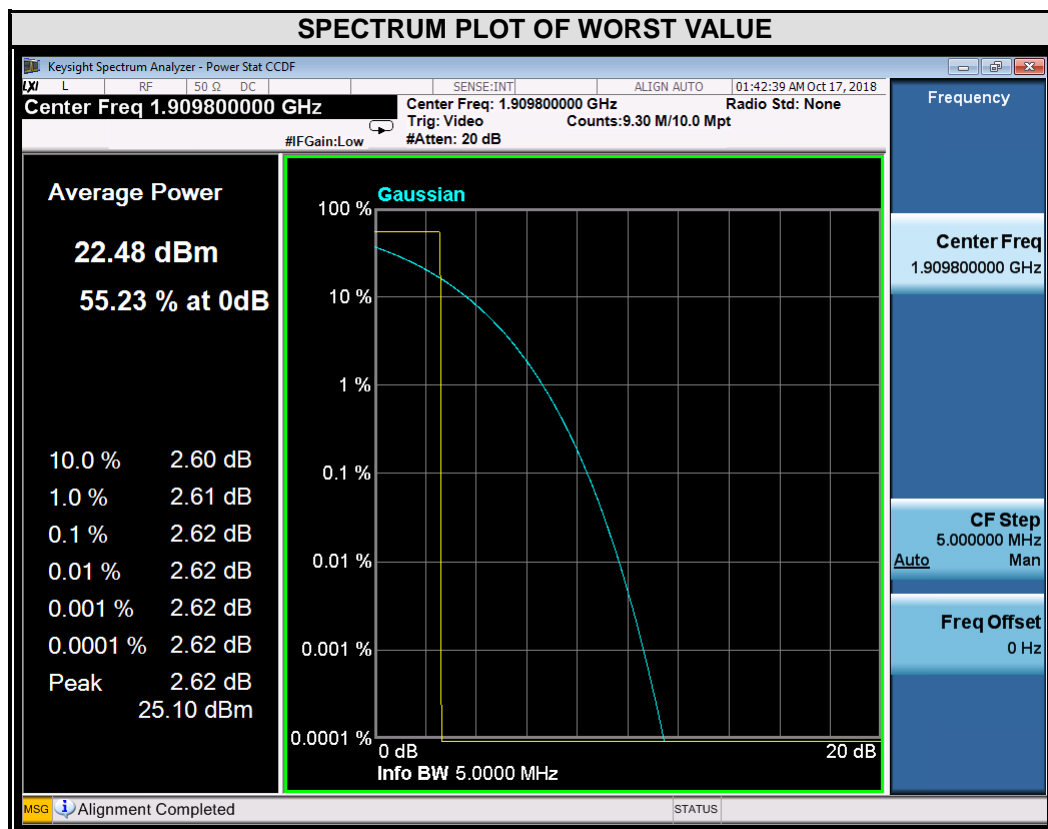 SPECTRUM PLOT OF WORST VALUE
Keysight Spectrum Analyzer - Power Stat CCDF
LXI L RF 50 Ω DC SENSE:INT ALIGN AUTO 01:42:39 AM Oct 17, 2018
Center Freq 1.909800000 GHz
Center Freq: 1.909800000 GHz Radio Std: None
Trig: Video Counts:9.30 M/10.0 Mpt
#IFGain:Low #Atten: 20 dB
Average Power
22.48 dBm
55.23 % at 0dB
10.0 % 2.60 dB
1.0 % 2.61 dB
0.1 % 2.62 dB
0.01 % 2.62 dB
0.001 % 2.62 dB
0.0001 % 2.62 dB
Peak 2.62 dB
25.10 dBm
Gaussian
100 %
10 %
1 %
0.1 %
0.01 %
0.001 %
0.0001 %
0 dB 20 dB
Info BW 5.0000 MHz
Frequency
Center Freq
1.909800000 GHz
CF Step
5.000000 MHz
Auto Man
Freq Offset
0 Hz
MSG Alignment Completed STATUS